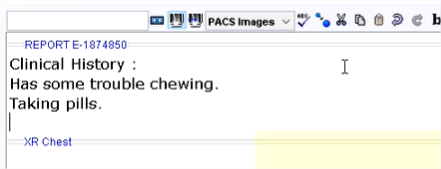 PACS Images
REPORT E-1874850
Clinical History :
Has some trouble chewing.
Taking pills.
XR Chest